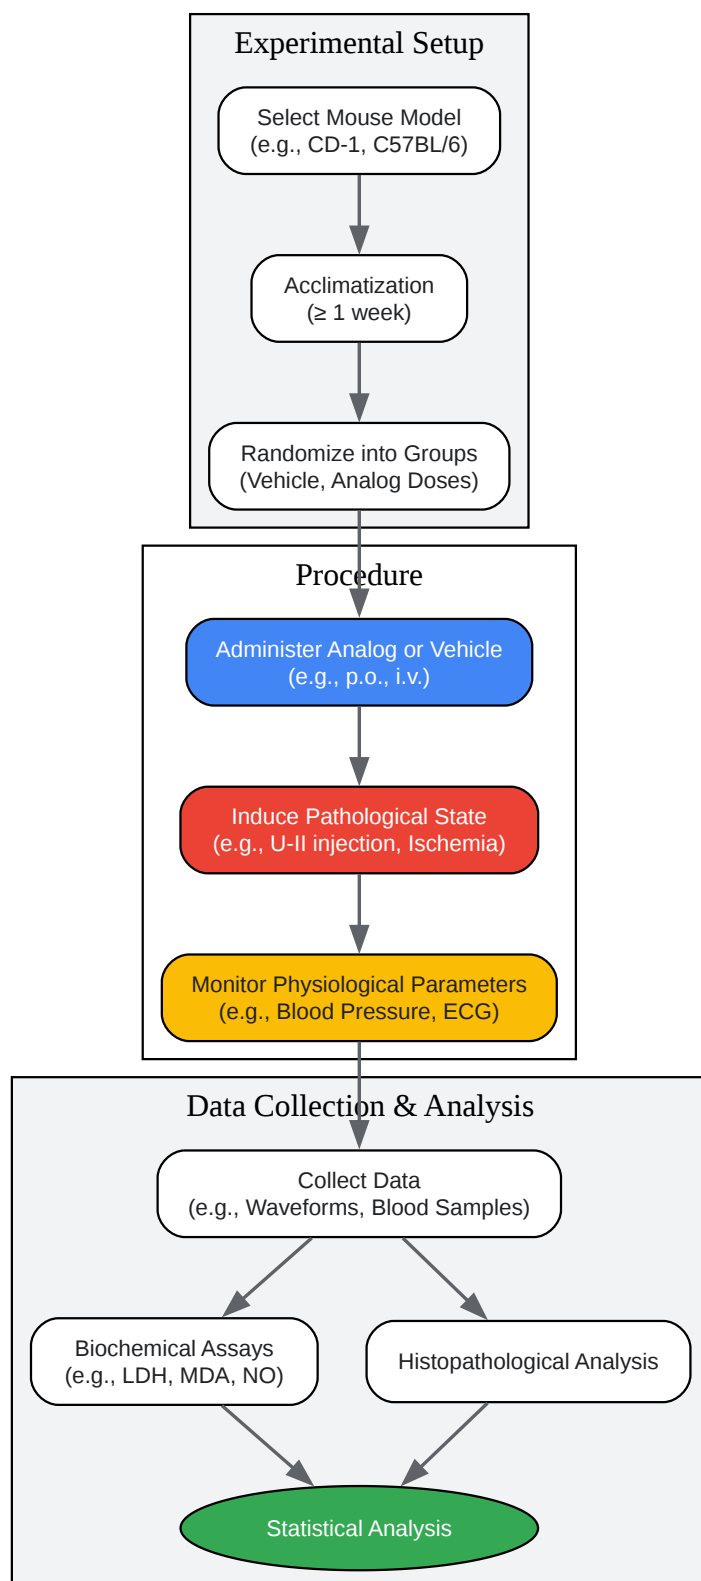 Experimental Setup
Select Mouse Model
(e.g., CD-1, C57BL/6)
Acclimatization
(≥ 1 week)
Randomize into Groups
(Vehicle, Analog Doses)
Procedure
Administer Analog or Vehicle
(e.g., p.o., i.v.)
Induce Pathological State
(e.g., U-II injection, Ischemia)
Monitor Physiological Parameters
(e.g., Blood Pressure, ECG)
Data Collection & Analysis
Collect Data
(e.g., Waveforms, Blood Samples)
Biochemical Assays
(e.g., LDH, MDA, NO)
Histopathological Analysis
Statistical Analysis